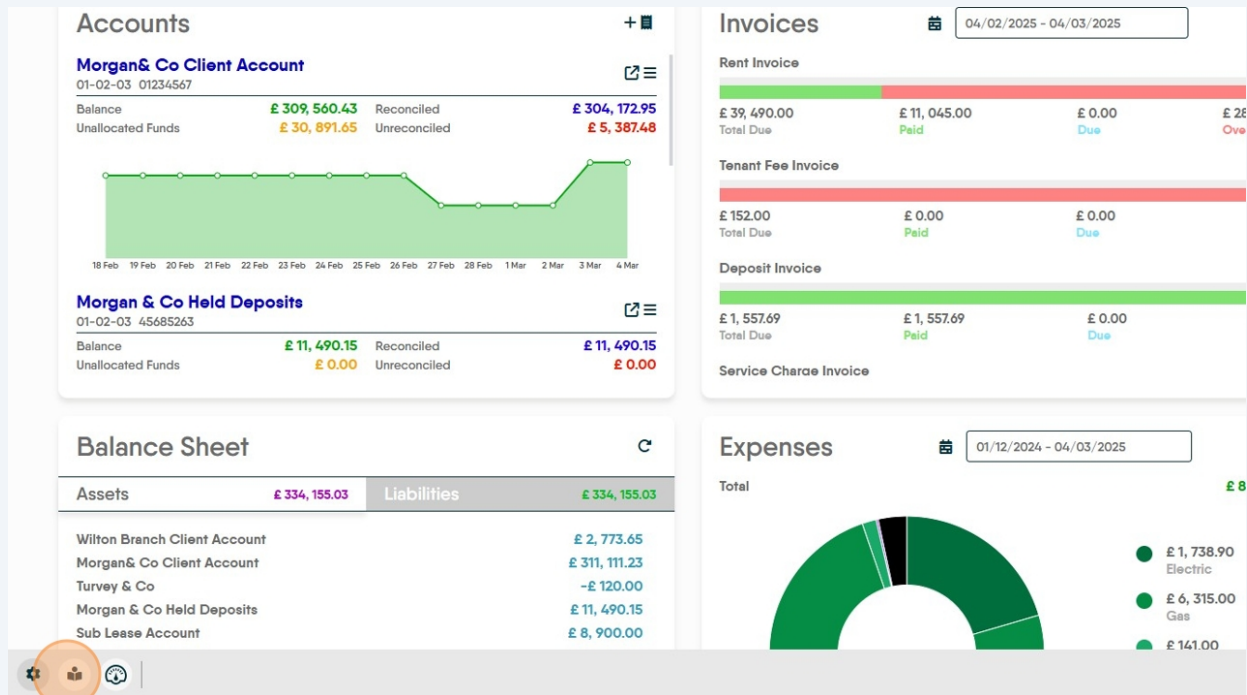 Accounts
Morgan& Co Client Account
01-02-03 01234567
Balance £ 309, 560.43 Reconciled £ 304, 172.95
Unallocated Funds £ 30, 891.65 Unreconciled £ 5, 387.48
18 Feb 19 Feb 20 Feb 21 Feb 22 Feb 23 Feb 24 Feb 25 Feb 26 Feb 27 Feb 28 Feb 1 Mar 2 Mar 3 Mar 4 Mar
Morgan & Co Held Deposits
01-02-03 45685263
Balance £ 11, 490.15 Reconciled £ 11, 490.15
Unallocated Funds £ 0.00 Unreconciled £ 0.00
Invoices 04/02/2025 - 04/03/2025
Rent Invoice
£ 39, 490.00 £ 11, 045.00 £ 0.00 £ 28
Total Due Paid Due Ove
Tenant Fee Invoice
£ 152.00 £ 0.00 £ 0.00
Total Due Paid Due
Deposit Invoice
£ 1, 557.69 £ 1, 557.69 £ 0.00
Total Due Paid Due
Service Charge Invoice
Balance Sheet
Assets £ 334, 155.03 Liabilities £ 334, 155.03
Wilton Branch Client Account £ 2, 773.65
Morgan& Co Client Account £ 311, 111.23
Turvey & Co -£ 120.00
Morgan & Co Held Deposits £ 11, 490.15
Sub Lease Account £ 8, 900.00
Expenses 01/12/2024 - 04/03/2025
Total £ 8
£ 1, 738.90
Electric
£ 6, 315.00
Gas
£ 141.00